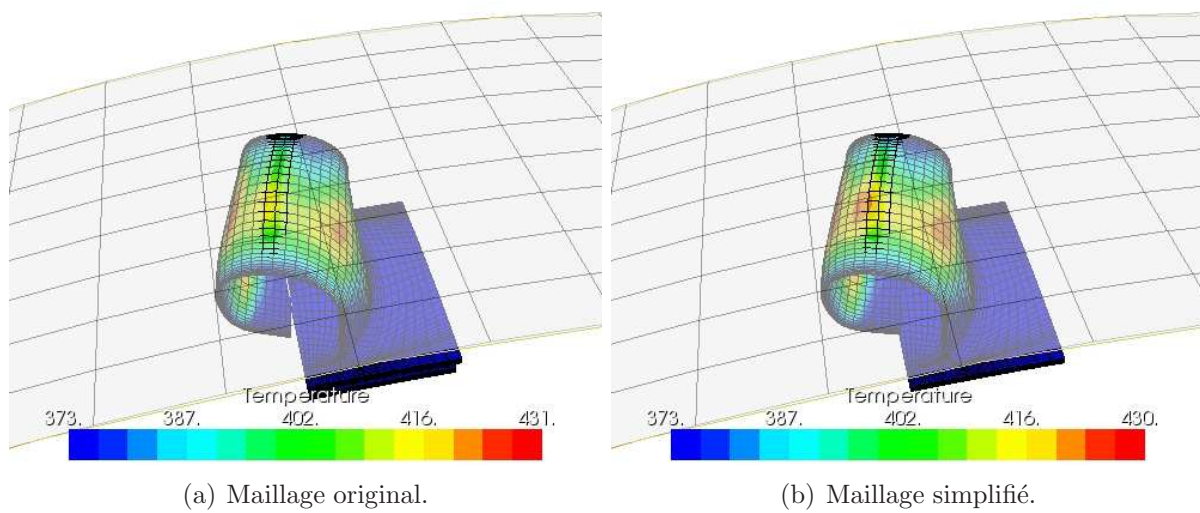 Temperature
373. 387. 402. 416. 431.
(a) Maillage original.
Temperature
373. 387. 402. 416. 430.
(b) Maillage simplifié.